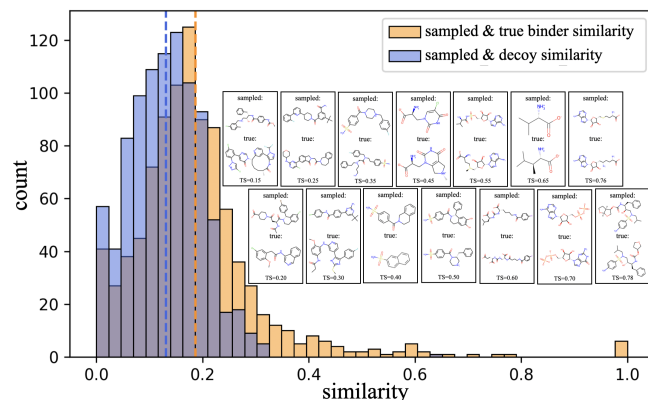 120
100
80
60
40
20
0
count
0.0
0.2
0.4
0.6
0.8
1.0
similarity
sampled & true binder similarity
sampled & decoy similarity
sampled: sampled: sampled: sampled: sampled: sampled: sampled:
true: true: true: true: true: true: true:
TS=0.15 TS=0.25 TS=0.35 TS=0.45 TS=0.55 TS=0.65 TS=0.76
sampled: sampled: sampled: sampled: sampled: sampled: sampled:
true: true: true: true: true: true: true:
TS=0.20 TS=0.30 TS=0.40 TS=0.50 TS=0.60 TS=0.70 TS=0.78